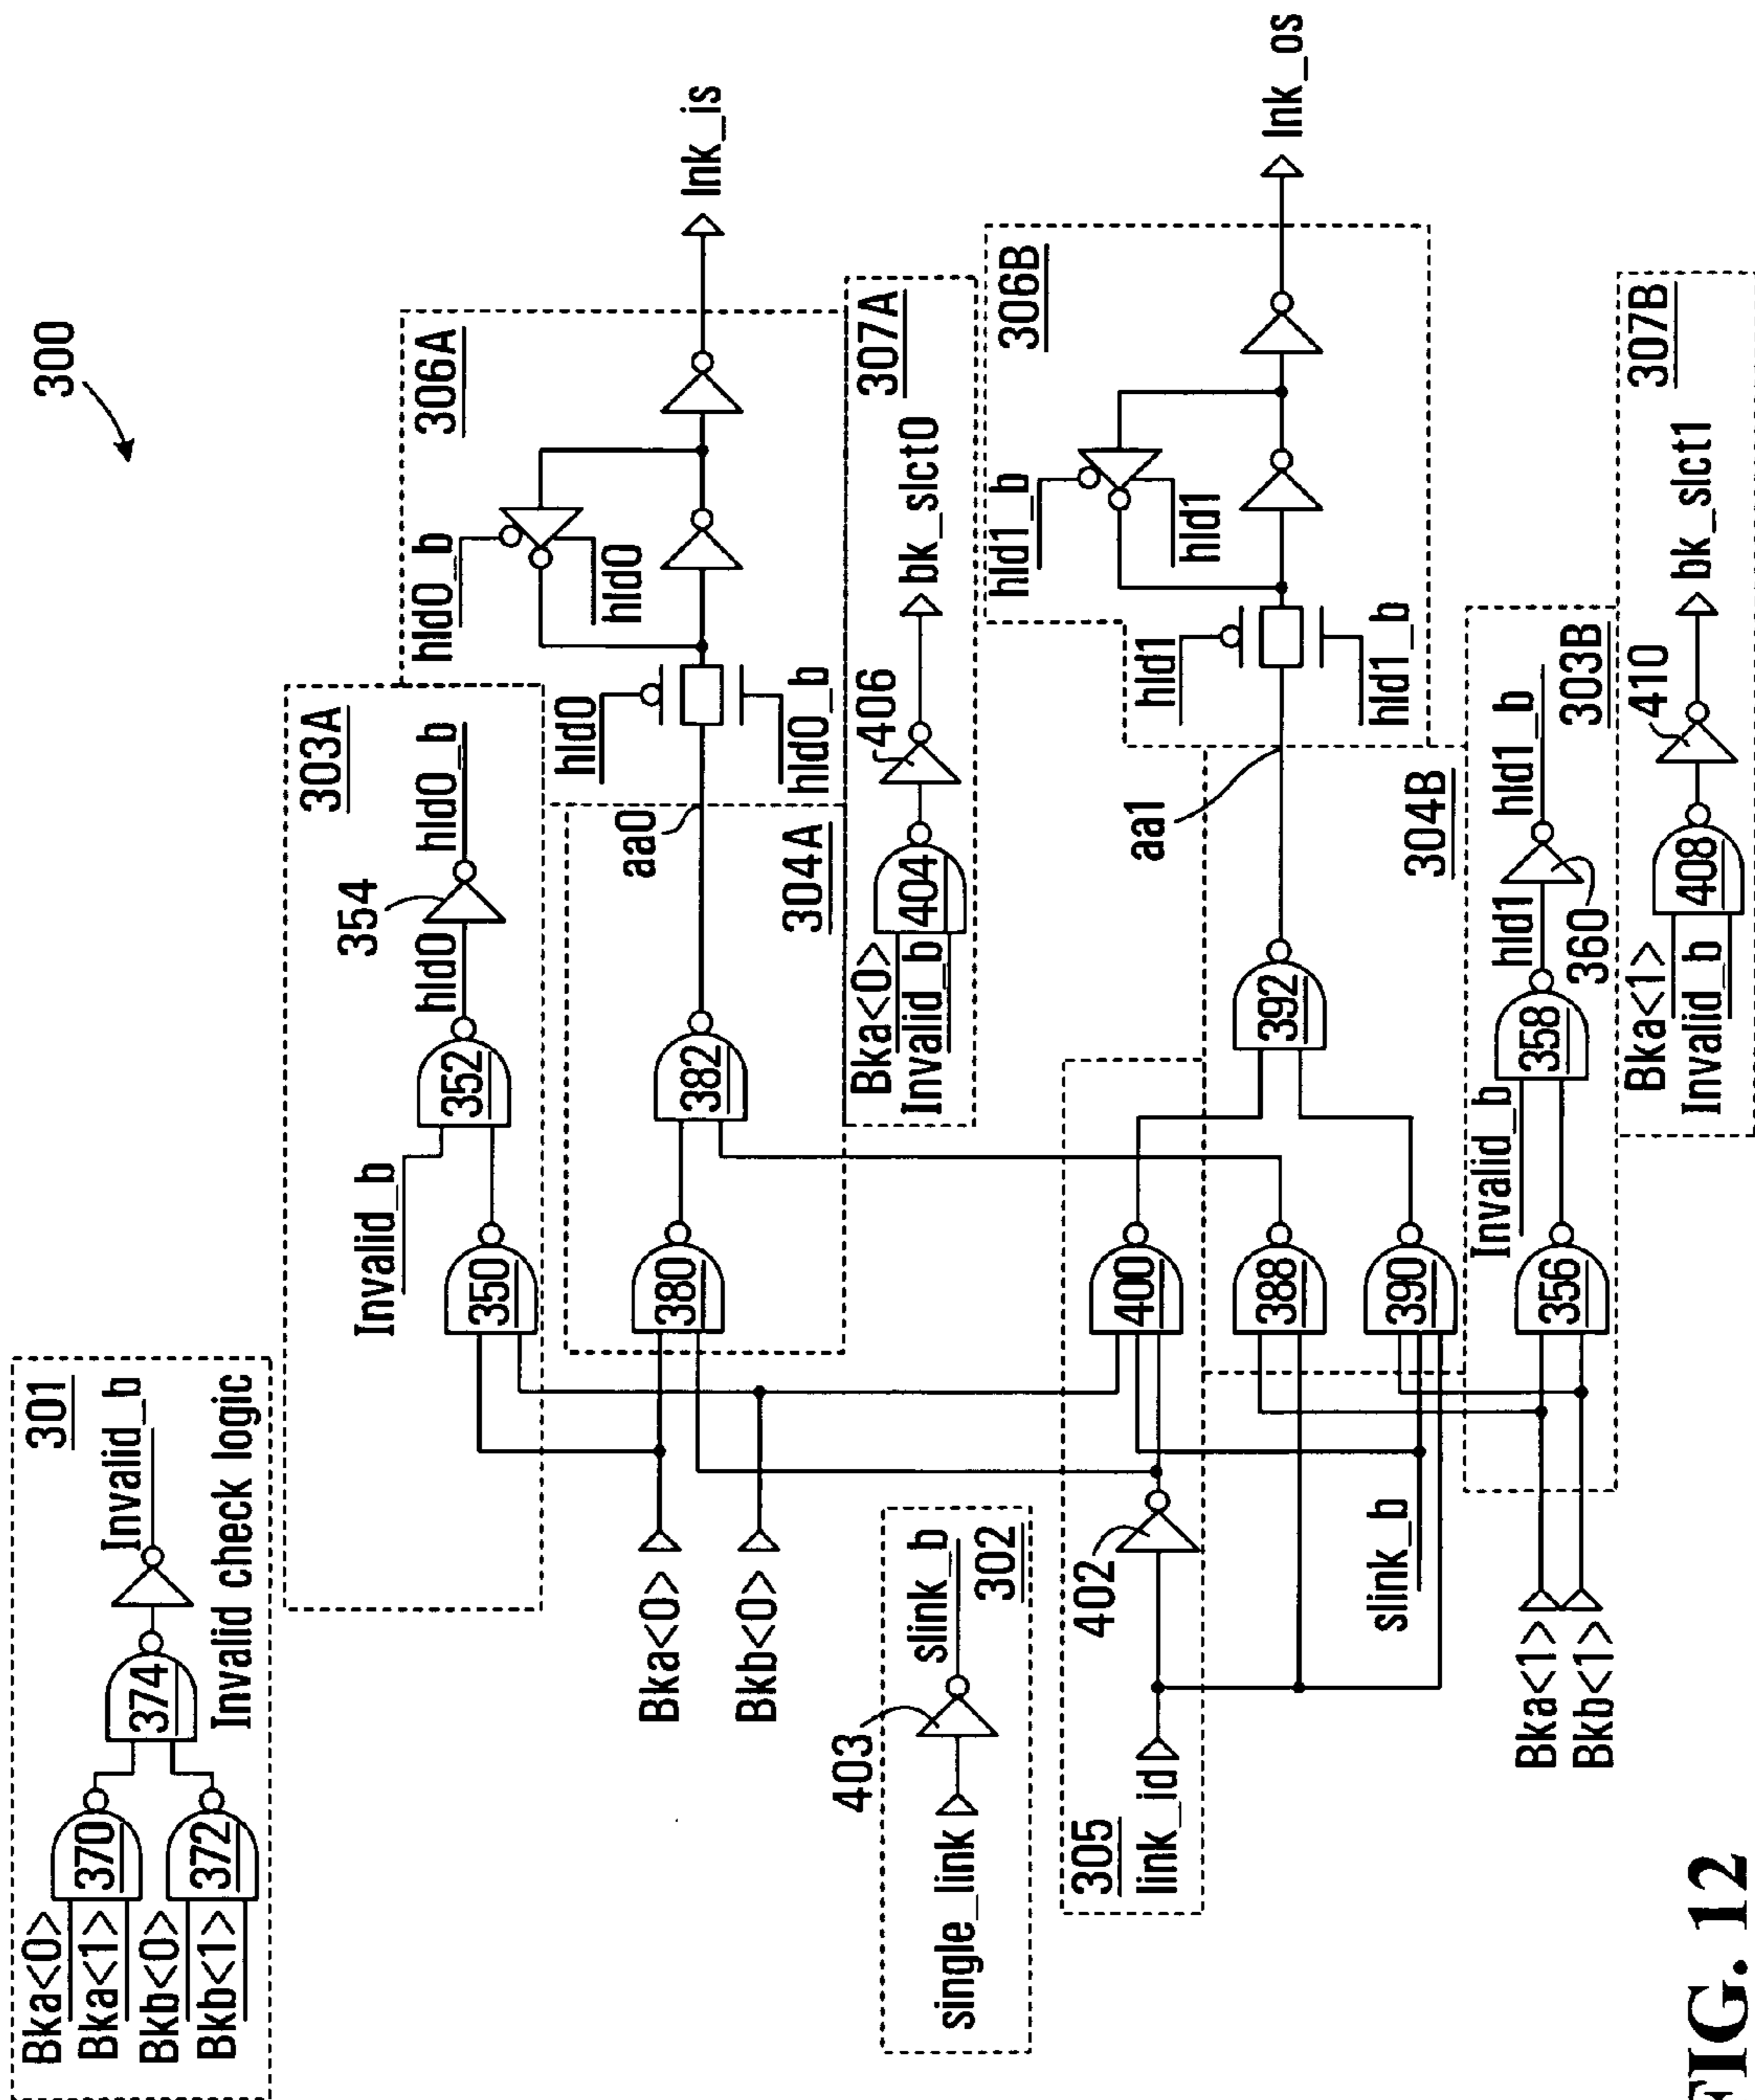 300
301
Bka<0>
Bka<1>
Bkb<0>
Bkb<1>
370
372
374
Invalid_b
Invalid check logic
303A
Invalid_b
350
352
hld0
354
hld0_b
306A
hld0_b
hld0
hld0
hld0_b
lnk_is
Bka<0>
Bkb<0>
380
382
304A
aa0
307A
Bka<0>
Invalid_b
404
406
bk_slct0
403
single_link
slink_b
302
305
link_id
402
400
388
390
392
304B
aa1
slink_b
306B
hld1_b
hld1
hld1
hld1_b
lnk_os
Bka<1>
Bkb<1>
Invalid_b
356
358
hld1
360
hld1_b
303B
307B
Bka<1>
Invalid_b
408
410
bk_slct1
FIG. 12